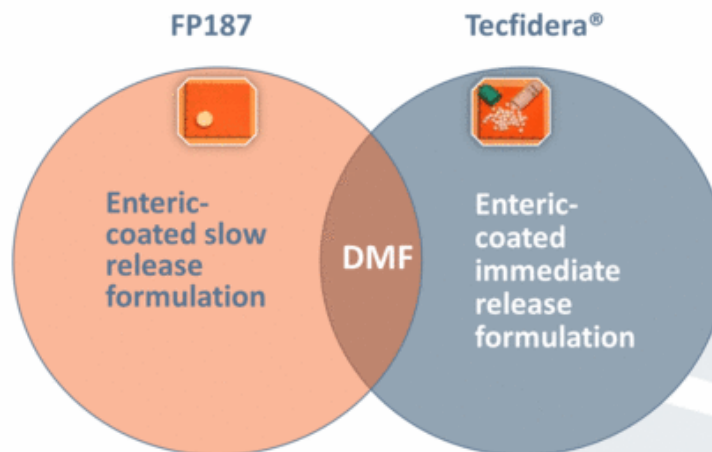 FP187
Tecfidera®
Enteric-
coated slow
release
formulation
DMF
Enteric-
coated
immediate
release
formulation